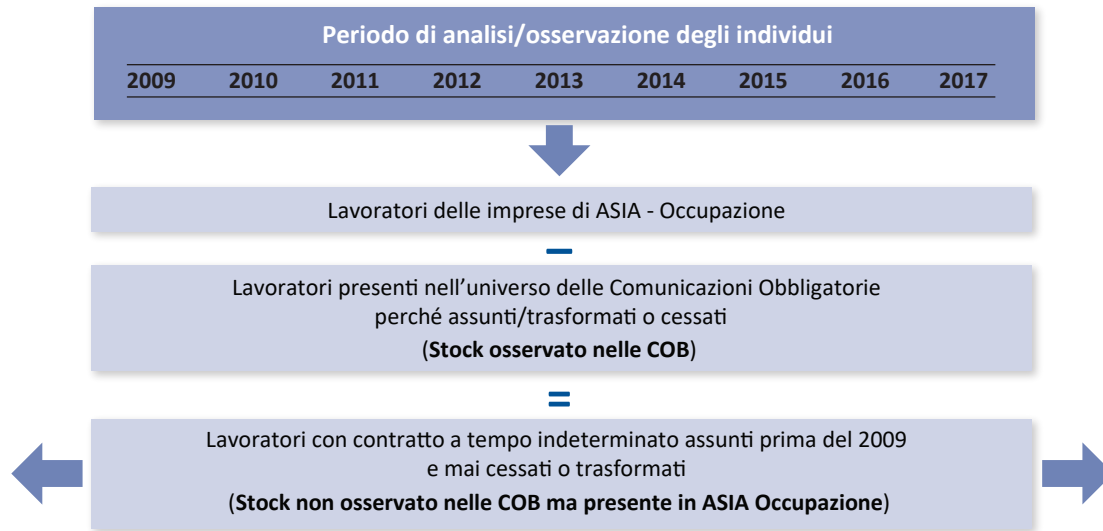 Periodo di analisi/osservazione degli individui
2009 2010 2011 2012 2013 2014 2015 2016 2017
Lavoratori delle imprese di ASIA - Occupazione
–
Lavoratori presenti nell’universo delle Comunicazioni Obbligatorie
perché assunti/trasformati o cessati
(Stock osservato nelle COB)
=
Lavoratori con contratto a tempo indeterminato assunti prima del 2009
e mai cessati o trasformati
(Stock non osservato nelle COB ma presente in ASIA Occupazione)